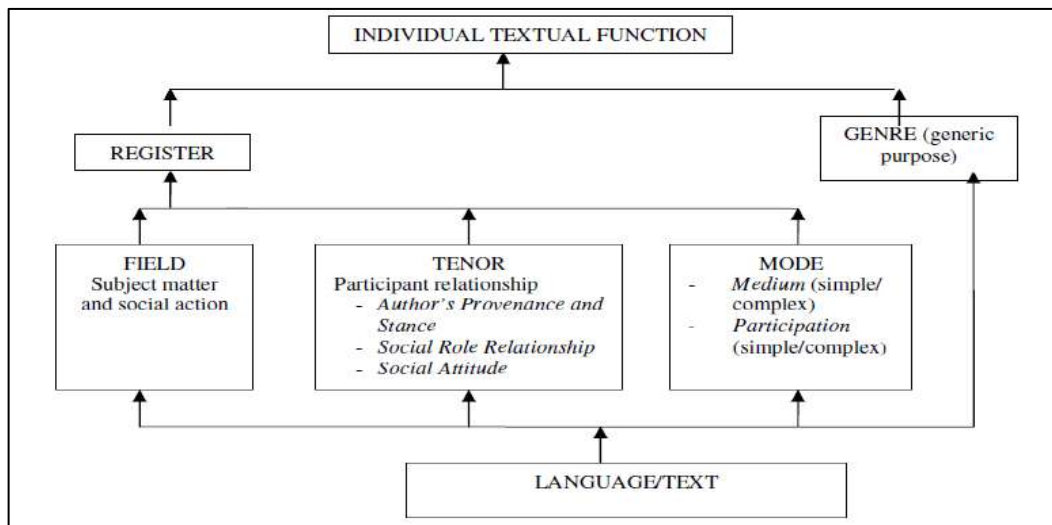 INDIVIDUAL TEXTUAL FUNCTION
REGISTER
GENRE (generic
purpose)
FIELD
Subject matter
and social action
TENOR
Participant relationship
- Author's Provenance and
Stance
- Social Role Relationship
- Social Attitude
MODE
- Medium (simple/
complex)
- Participation
(simple/complex)
LANGUAGE/TEXT